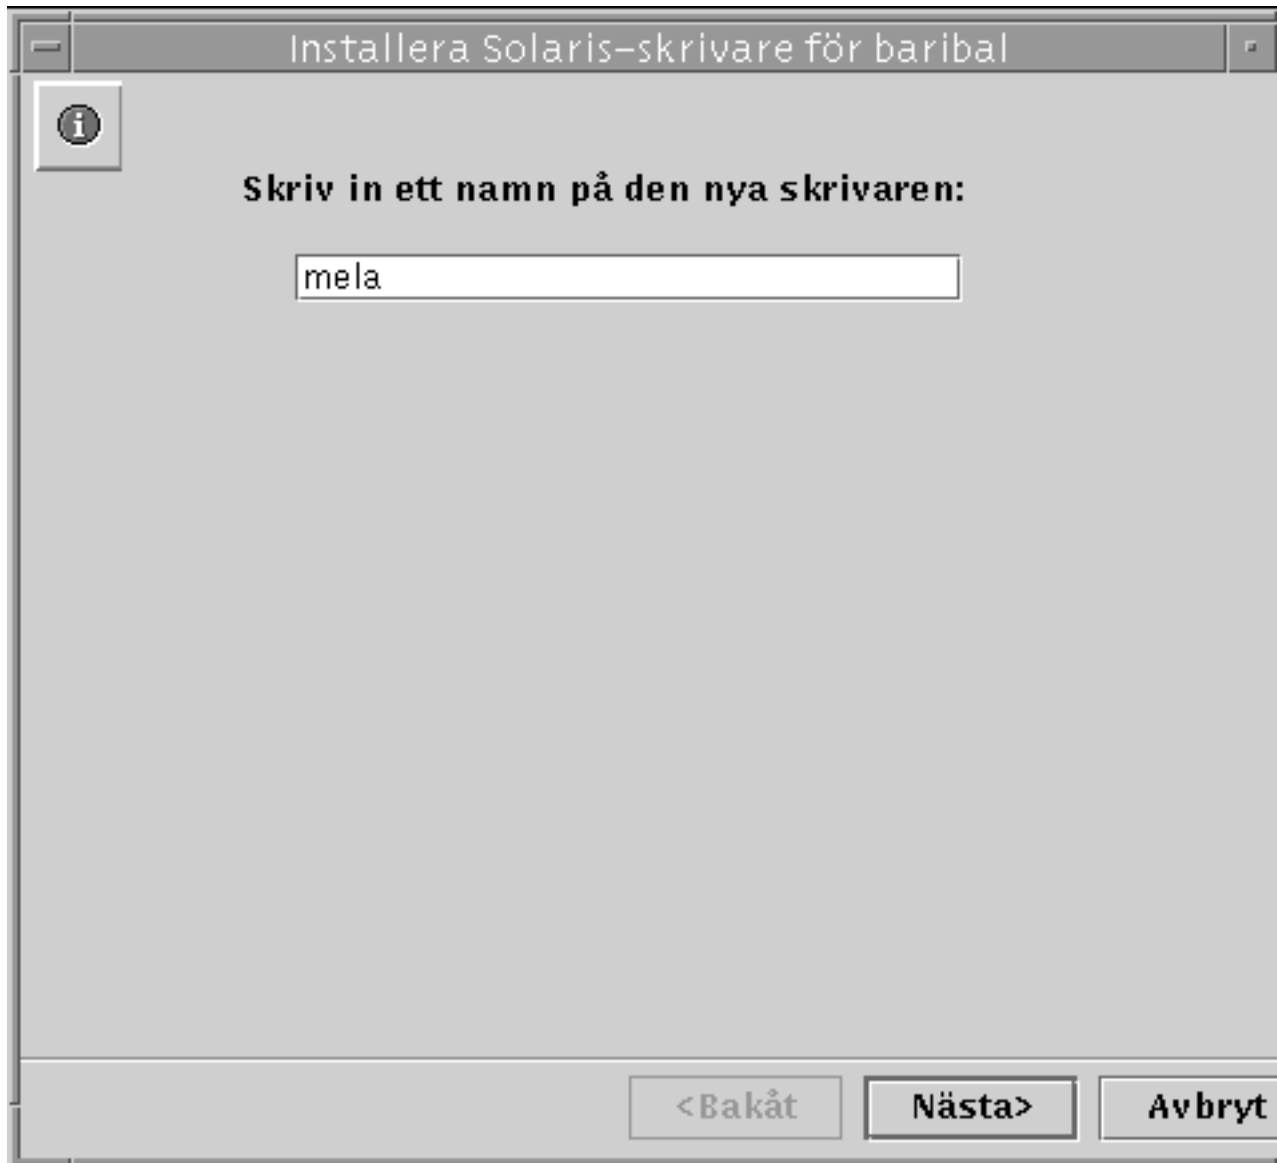 Installera Solaris-skrivare för baribal
Skriv in ett namn på den nya skrivaren:
mela
<Bakåt Nästa> Avbryt